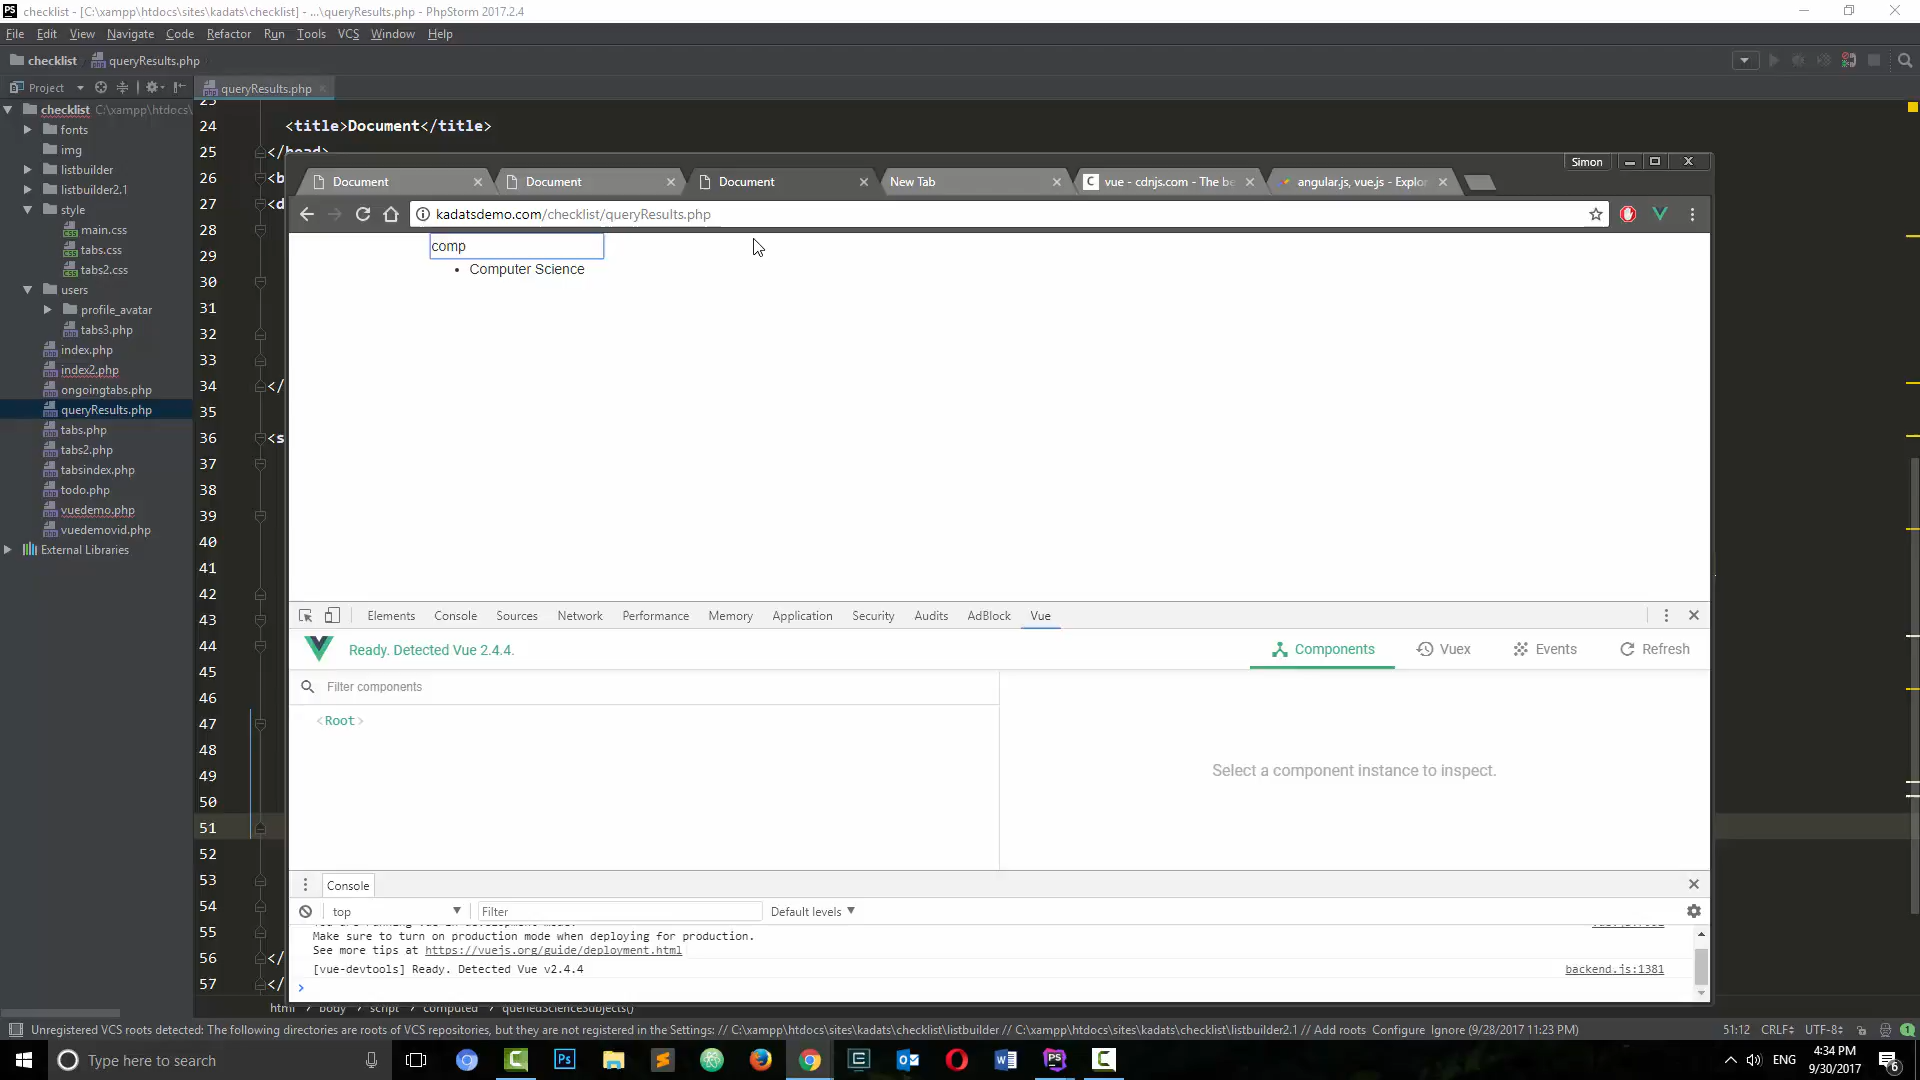 checklist - [C:\xampp\htdocs\sites\kadats\checklist] - ...\queryResults.php - PhpStorm 2017.2.4
File Edit View Navigate Code Refactor Run Tools VCS Window Help
checklist queryResults.php
Project
queryResults.php
checklist C:\xampp\htdocs\
fonts
img
listbuilder
listbuilder2.1
style
main.css
tabs.css
tabs2.css
users
profile_avatar
tabs3.php
index.php
index2.php
ongoingtabs.php
queryResults.php
tabs.php
tabs2.php
tabsindex.php
todo.php
vuedemo.php
vuedemovid.php
External Libraries
24 <title>Document</title>
25 </head>
26 <b
27 <d
28
29
30
31
32
33
34 </
35
36 <s
37
38
39
40
41
42
43
44
45
46
47
48
49
50
51
52
53
54
55
56 </
57 </
Simon
Document Document Document New Tab vue - cdnjs.com - The be angular.js, vue.js - Explor
kadatsdemo.com/checklist/queryResults.php
comp
• Computer Science
Elements Console Sources Network Performance Memory Application Security Audits AdBlock Vue
Ready. Detected Vue 2.4.4. Components Vuex Events Refresh
Filter components
<Root>
Select a component instance to inspect.
Console
top Filter Default levels
Make sure to turn on production mode when deploying for production.
See more tips at https://vuejs.org/guide/deployment.html
[vue-devtools] Ready. Detected Vue v2.4.4 backend.js:1381
>
html body script computed queriedScienceSubjects()
Unregistered VCS roots detected: The following directories are roots of VCS repositories, but they are not registered in the Settings: // C:\xampp\htdocs\sites\kadats\checklist\listbuilder // C:\xampp\htdocs\sites\kadats\checklist\listbuilder2.1 // Add roots Configure Ignore (9/28/2017 11:23 PM) 51:12 CRLF÷ UTF-8÷
Type here to search
ENG
4:34 PM
9/30/2017
6